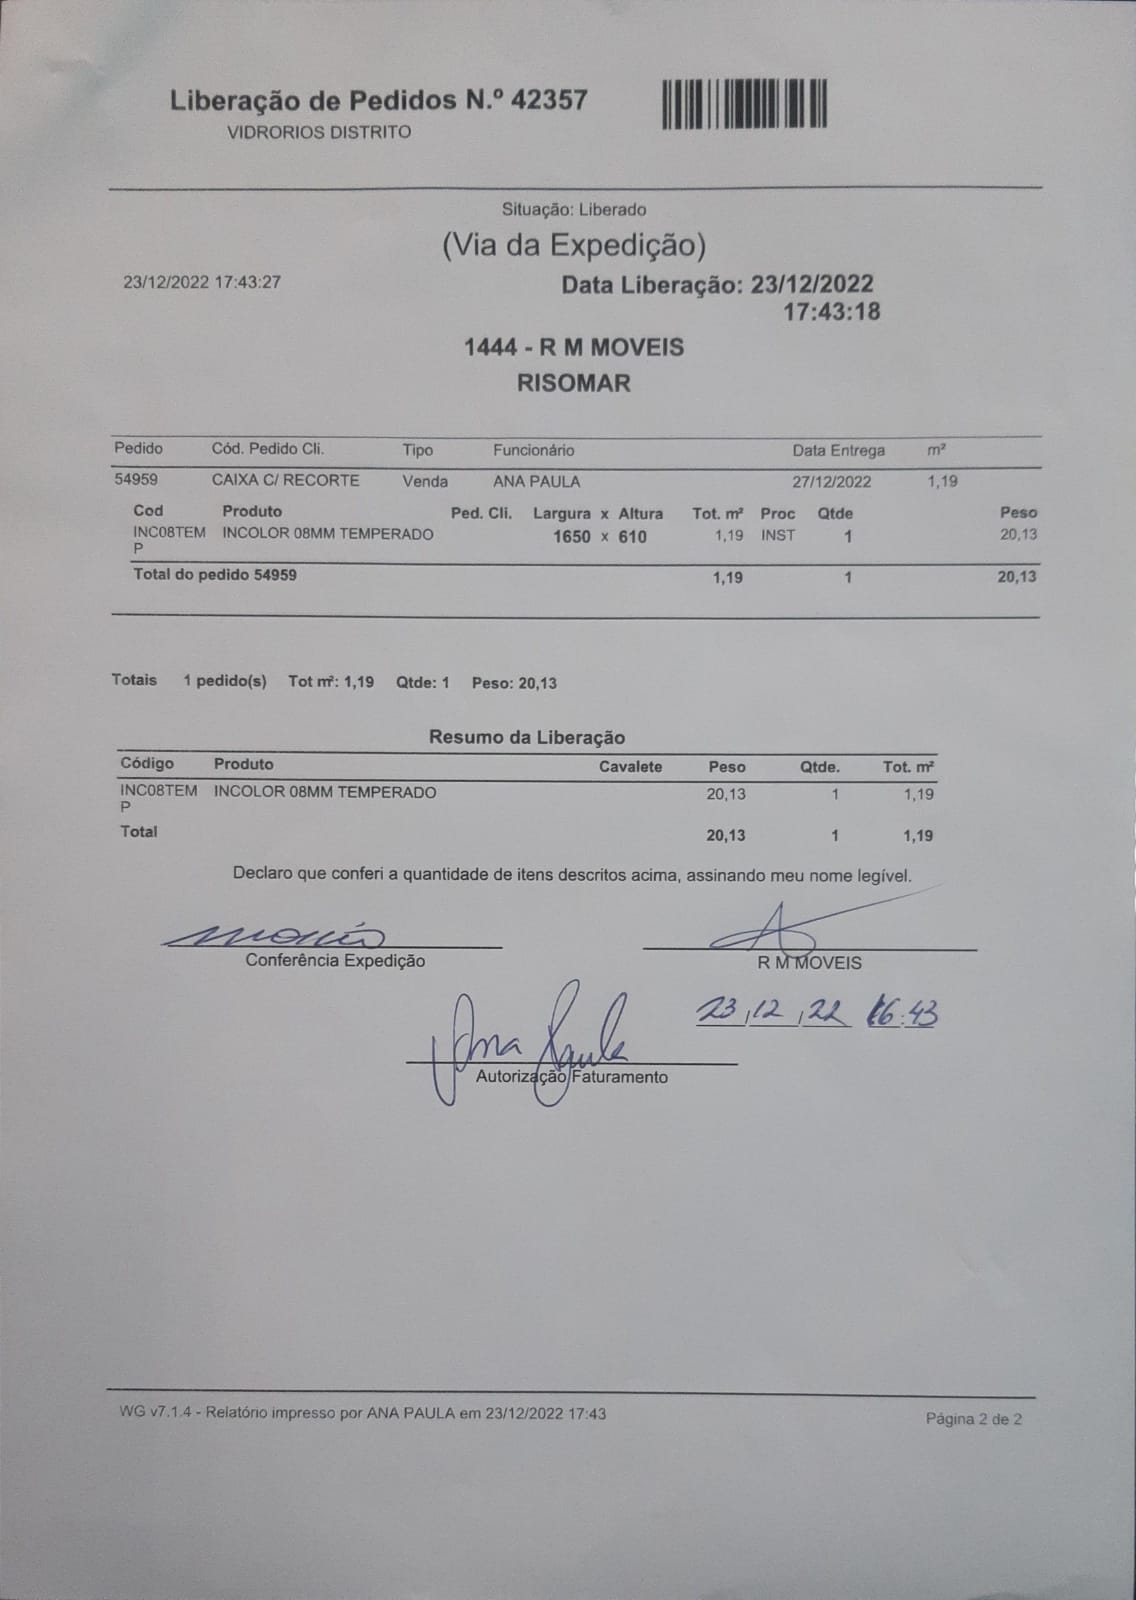 Liberação de Pedidos N.º 42357
VIDRORIOS DISTRITO
Situação: Liberado
(Via da Expedição)
23/12/2022 17:43:27
Data Liberação: 23/12/2022
17:43:18
1444 - R M MOVEIS
RISOMAR
Pedido Cód. Pedido Cli. Tipo Funcionário Data Entrega m²
54959 CAIXA C/ RECORTE Venda ANA PAULA 27/12/2022 1,19
Cod Produto Ped. Cli. Largura x Altura Tot. m² Proc Qtde Peso
INC08TEM INCOLOR 08MM TEMPERADO 1650 x 610 1,19 INST 1 20,13
P
Total do pedido 54959 1,19 1 20,13
Totais 1 pedido(s) Tot m²: 1,19 Qtde: 1 Peso: 20,13
Resumo da Liberação
Código Produto Cavalete Peso Qtde. Tot. m²
INC08TEM INCOLOR 08MM TEMPERADO 20,13 1 1,19
P
Total 20,13 1 1,19
Declaro que conferi a quantidade de itens descritos acima, assinando meu nome legível.
Conferência Expedição R M MOVEIS
23/12/22 16:43
Ana Paula
Autorização Faturamento
WG v7.1.4 - Relatório impresso por ANA PAULA em 23/12/2022 17:43
Página 2 de 2